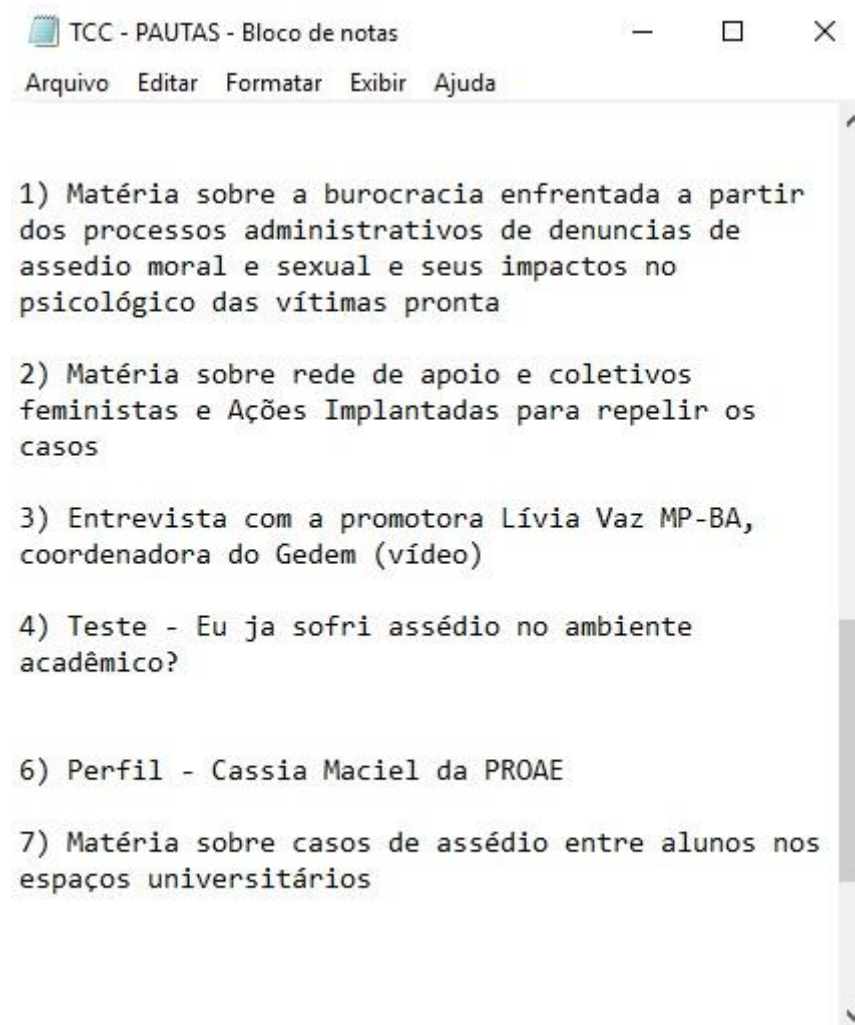 TCC - PAUTAS - Bloco de notas
Arquivo Editar Formatar Exibir Ajuda
1) Matéria sobre a burocracia enfrentada a partir
dos processos administrativos de denuncias de
assedio moral e sexual e seus impactos no
psicológico das vítimas pronta
2) Matéria sobre rede de apoio e coletivos
feministas e Ações Implantadas para repelir os
casos
3) Entrevista com a promotora Lívia Vaz MP-BA,
coordenadora do Gedem (vídeo)
4) Teste - Eu ja sofri assédio no ambiente
acadêmico?
6) Perfil - Cassia Maciel da PROAE
7) Matéria sobre casos de assédio entre alunos nos
espaços universitários